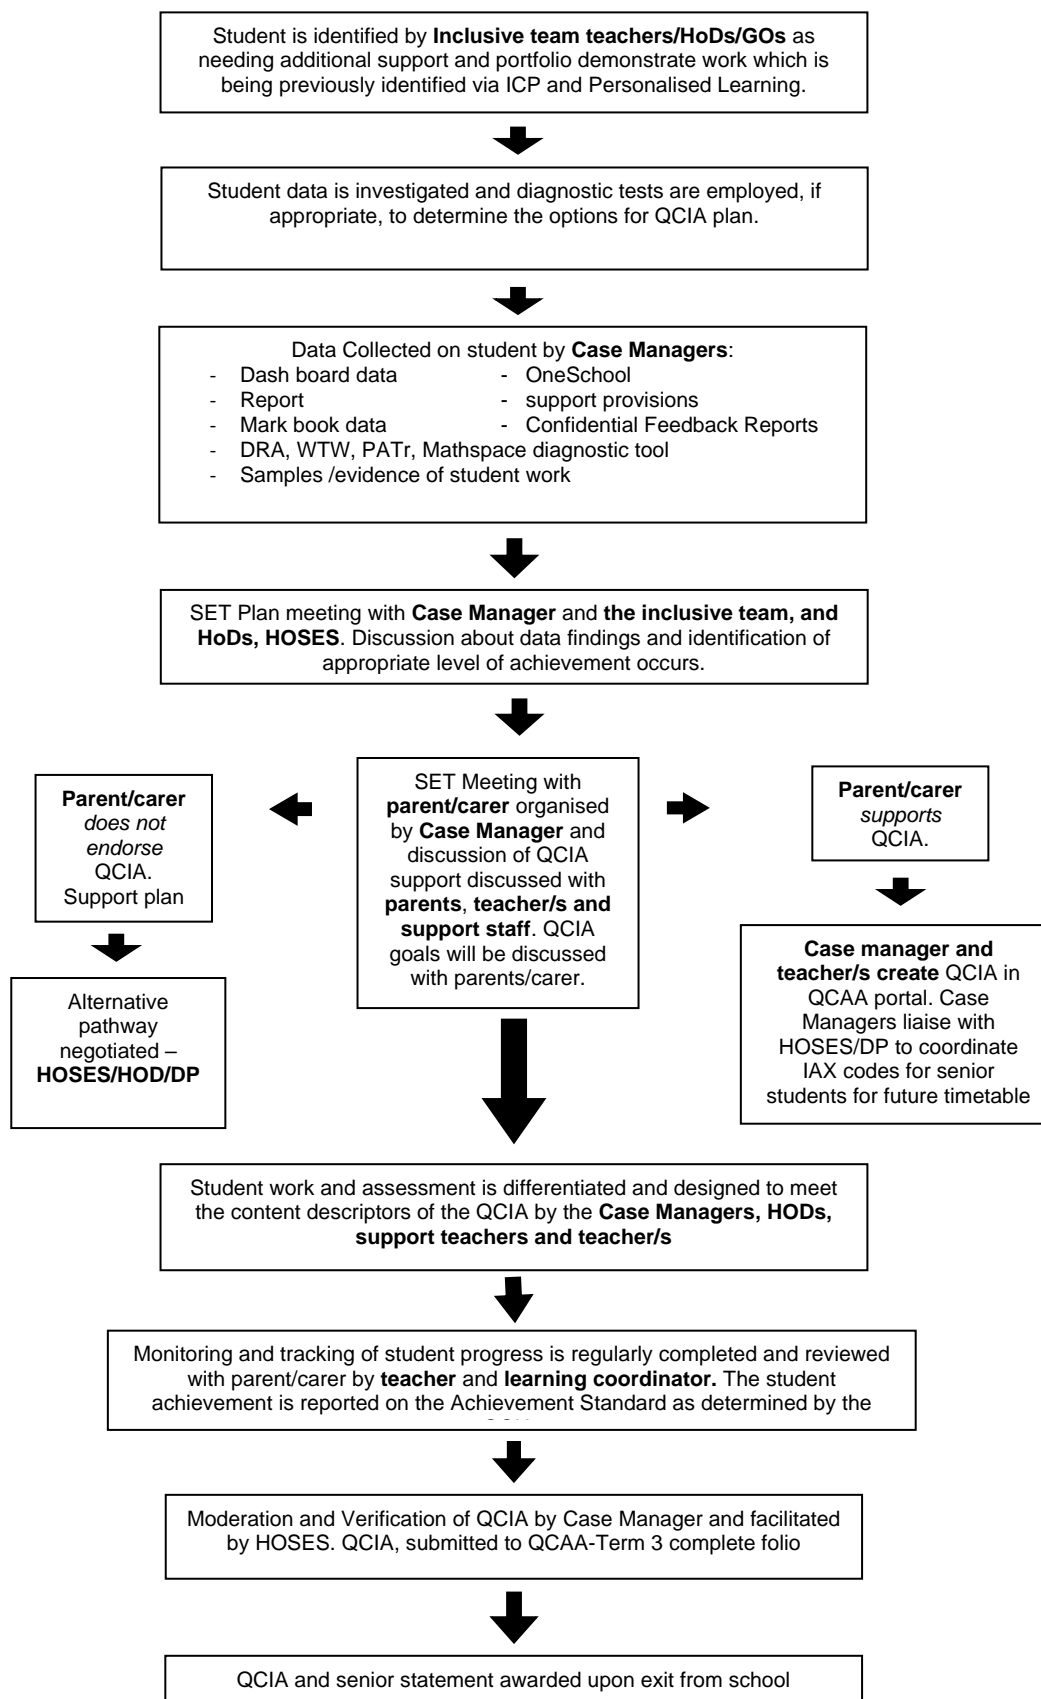 Student is identified by Inclusive team teachers/HoDs/GOs as
needing additional support and portfolio demonstrate work which is
being previously identified via ICP and Personalised Learning.
Student data is investigated and diagnostic tests are employed, if
appropriate, to determine the options for QCIA plan.
Data Collected on student by Case Managers:
- Dash board data - OneSchool
- Report - support provisions
- Mark book data - Confidential Feedback Reports
- DRA, WTW, PATr, Mathspace diagnostic tool
- Samples /evidence of student work
SET Plan meeting with Case Manager and the inclusive team, and
HoDs, HOSES. Discussion about data findings and identification of
appropriate level of achievement occurs.
Parent/carer
does not
endorse
QCIA.
Support plan
Alternative
pathway
negotiated –
HOSES/HOD/DP
SET Meeting with
parent/carer organised
by Case Manager and
discussion of QCIA
support discussed with
parents, teacher/s and
support staff. QCIA
goals will be discussed
with parents/carer.
Parent/carer
supports
QCIA.
Case manager and
teacher/s create QCIA in
QCAA portal. Case
Managers liaise with
HOSES/DP to coordinate
IAX codes for senior
students for future timetable
Student work and assessment is differentiated and designed to meet
the content descriptors of the QCIA by the Case Managers, HODs,
support teachers and teacher/s
Monitoring and tracking of student progress is regularly completed and reviewed
with parent/carer by teacher and learning coordinator. The student
achievement is reported on the Achievement Standard as determined by the
Moderation and Verification of QCIA by Case Manager and facilitated
by HOSES. QCIA, submitted to QCAA-Term 3 complete folio
QCIA and senior statement awarded upon exit from school